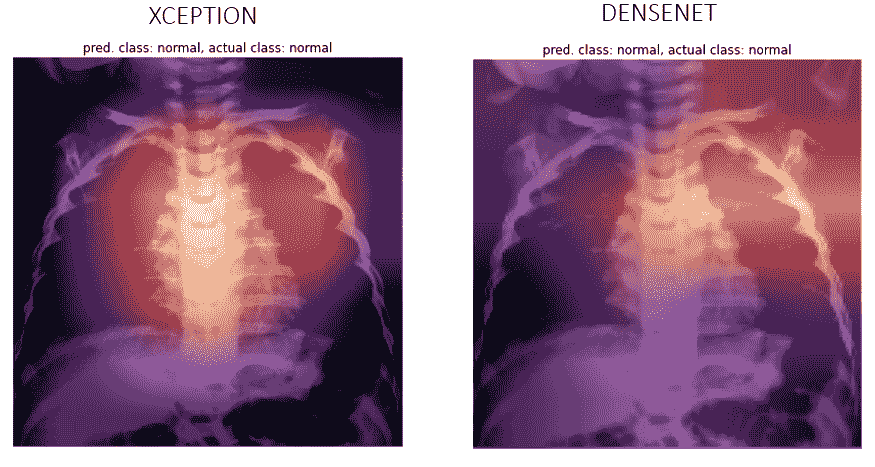 XCEPTION
pred. class: normal, actual class: normal
DENSENET
pred. class: normal, actual class: normal